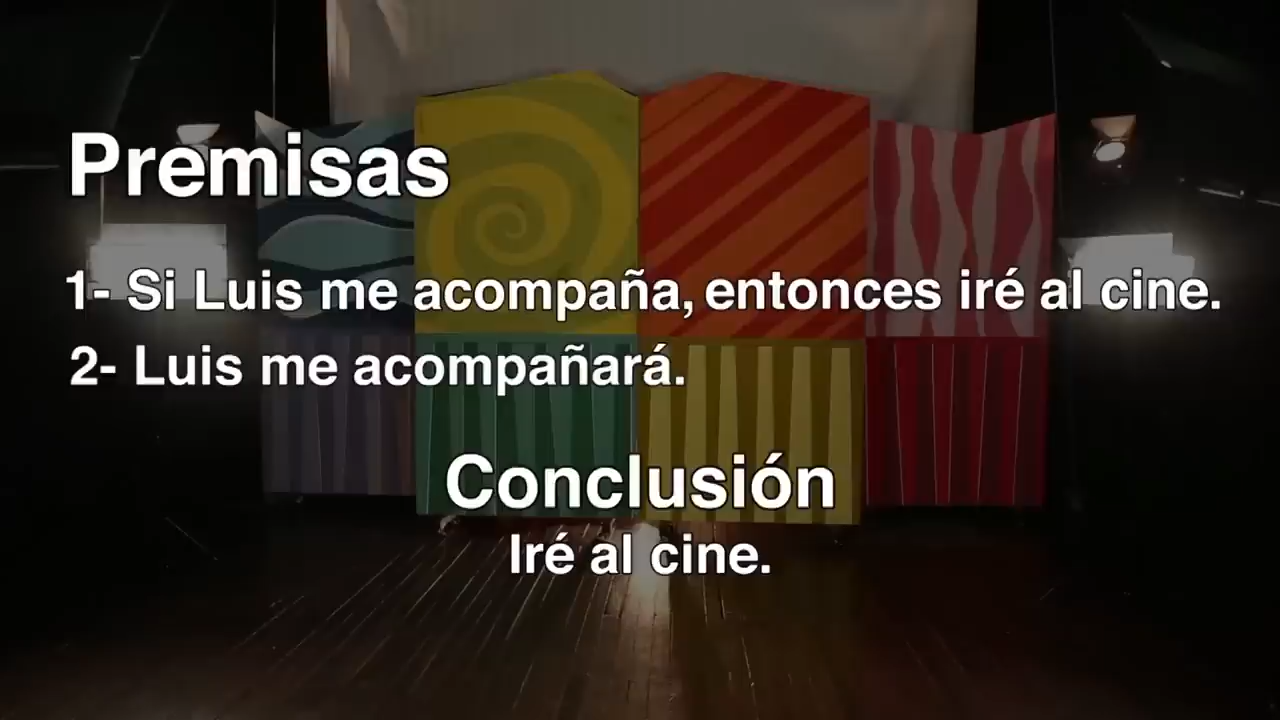 Premisas
1- Si Luis me acompaña, entonces iré al cine.
2- Luis me acompañará.
Conclusión
Iré al cine.